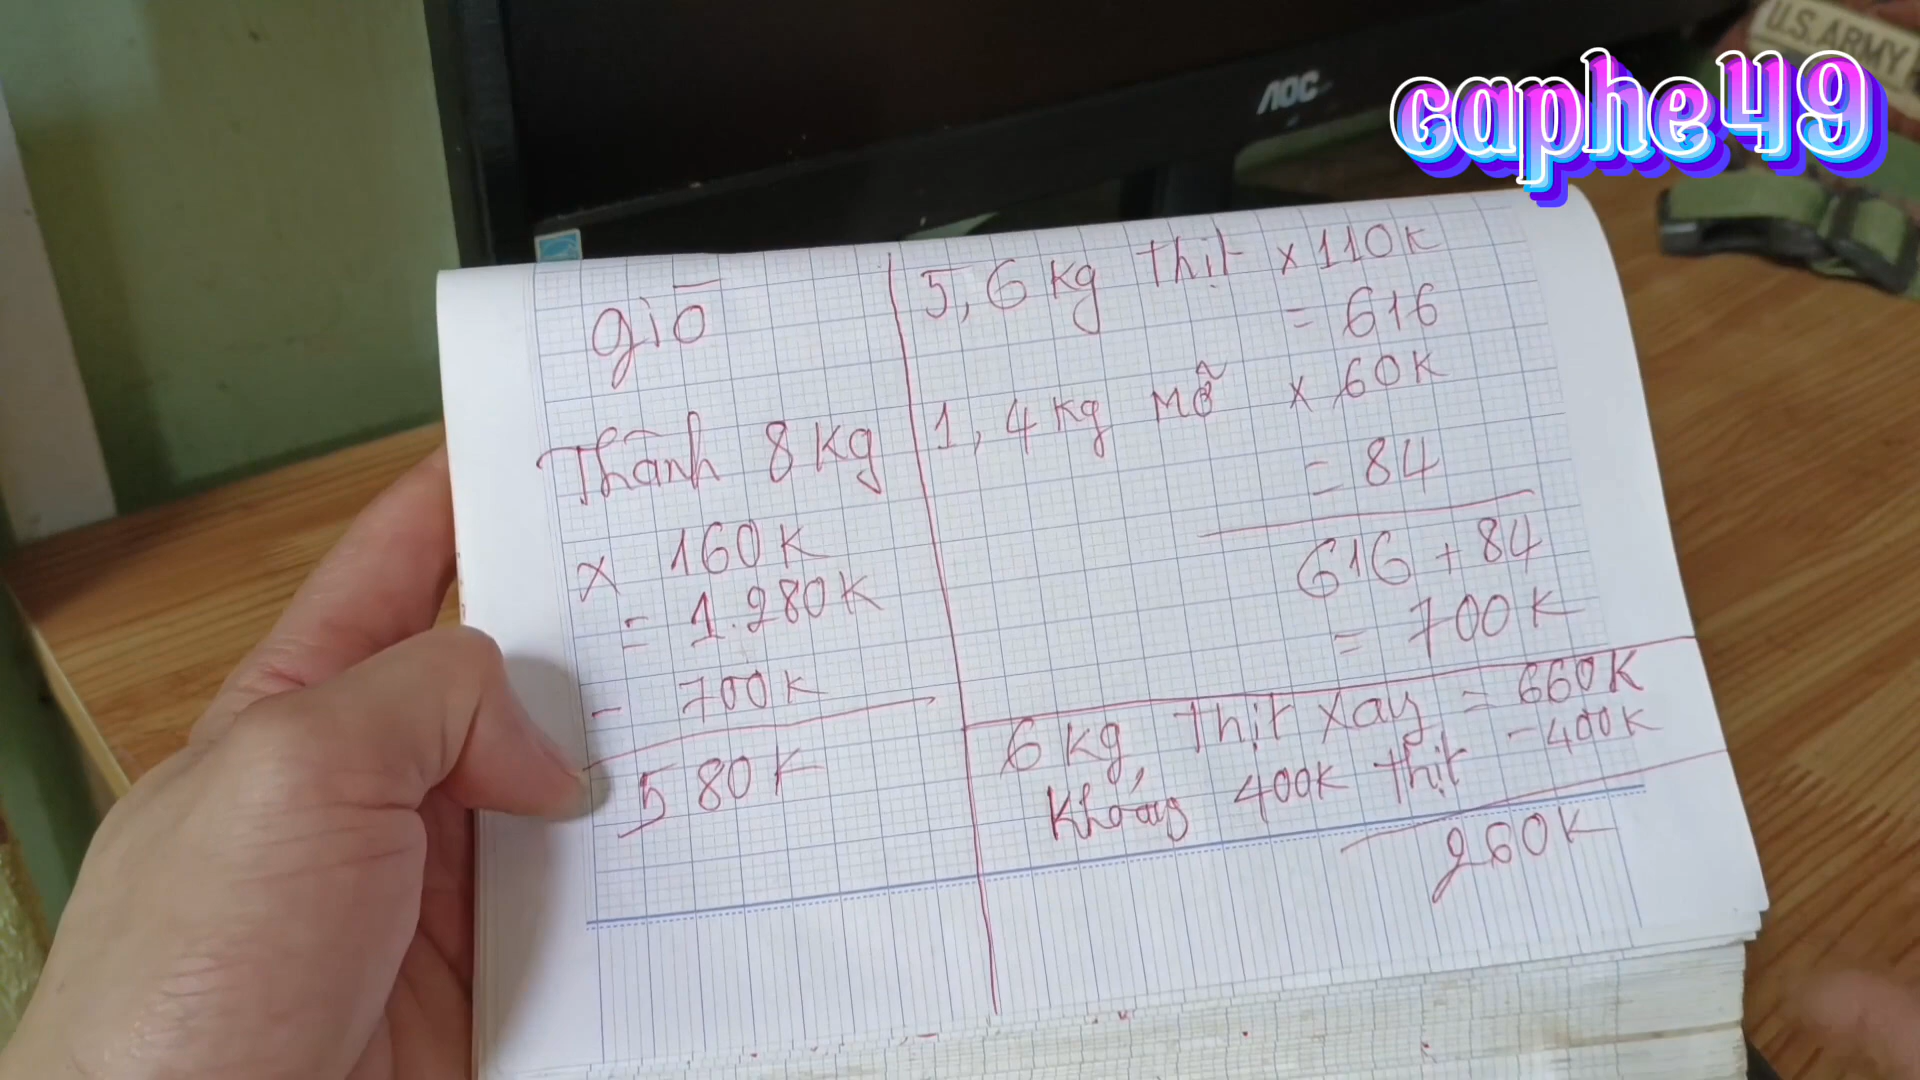 caphe49
U.S. ARMY
AOC
giò
Thành 8 kg
x 160K
= 1.280K
- 700K
580K
5,6 kg thịt x 110K
= 616
1,4 kg mỡ x 60K
= 84
616 + 84
= 700K
6 kg, thịt xay = 660K
khoảng 400K thịt - 400K
260K